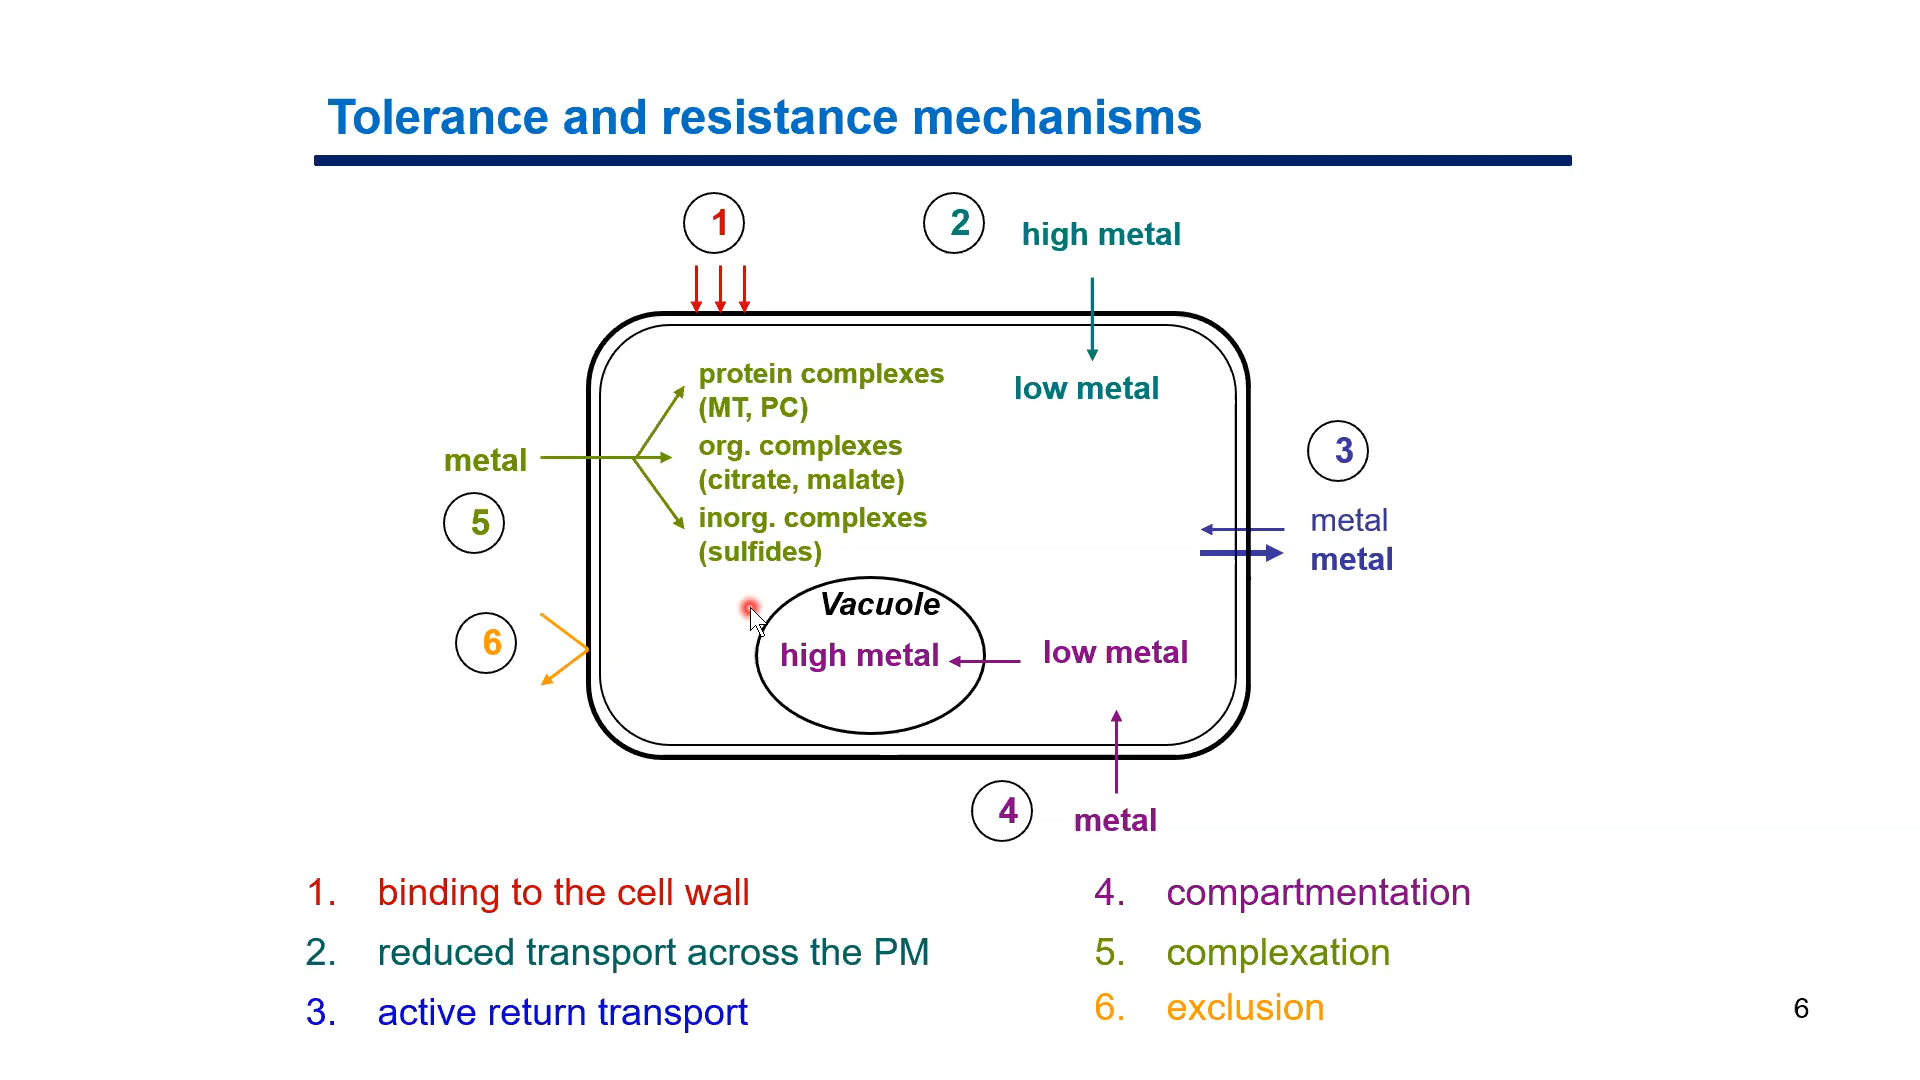 Tolerance and resistance mechanisms
1
2
high metal
protein complexes
(MT, PC)
low metal
org. complexes
(citrate, malate)
metal
3
5
inorg. complexes
(sulfides)
metal
metal
6
Vacuole
high metal
low metal
4
metal
1. binding to the cell wall
2. reduced transport across the PM
3. active return transport
4. compartmentation
5. complexation
6. exclusion
6